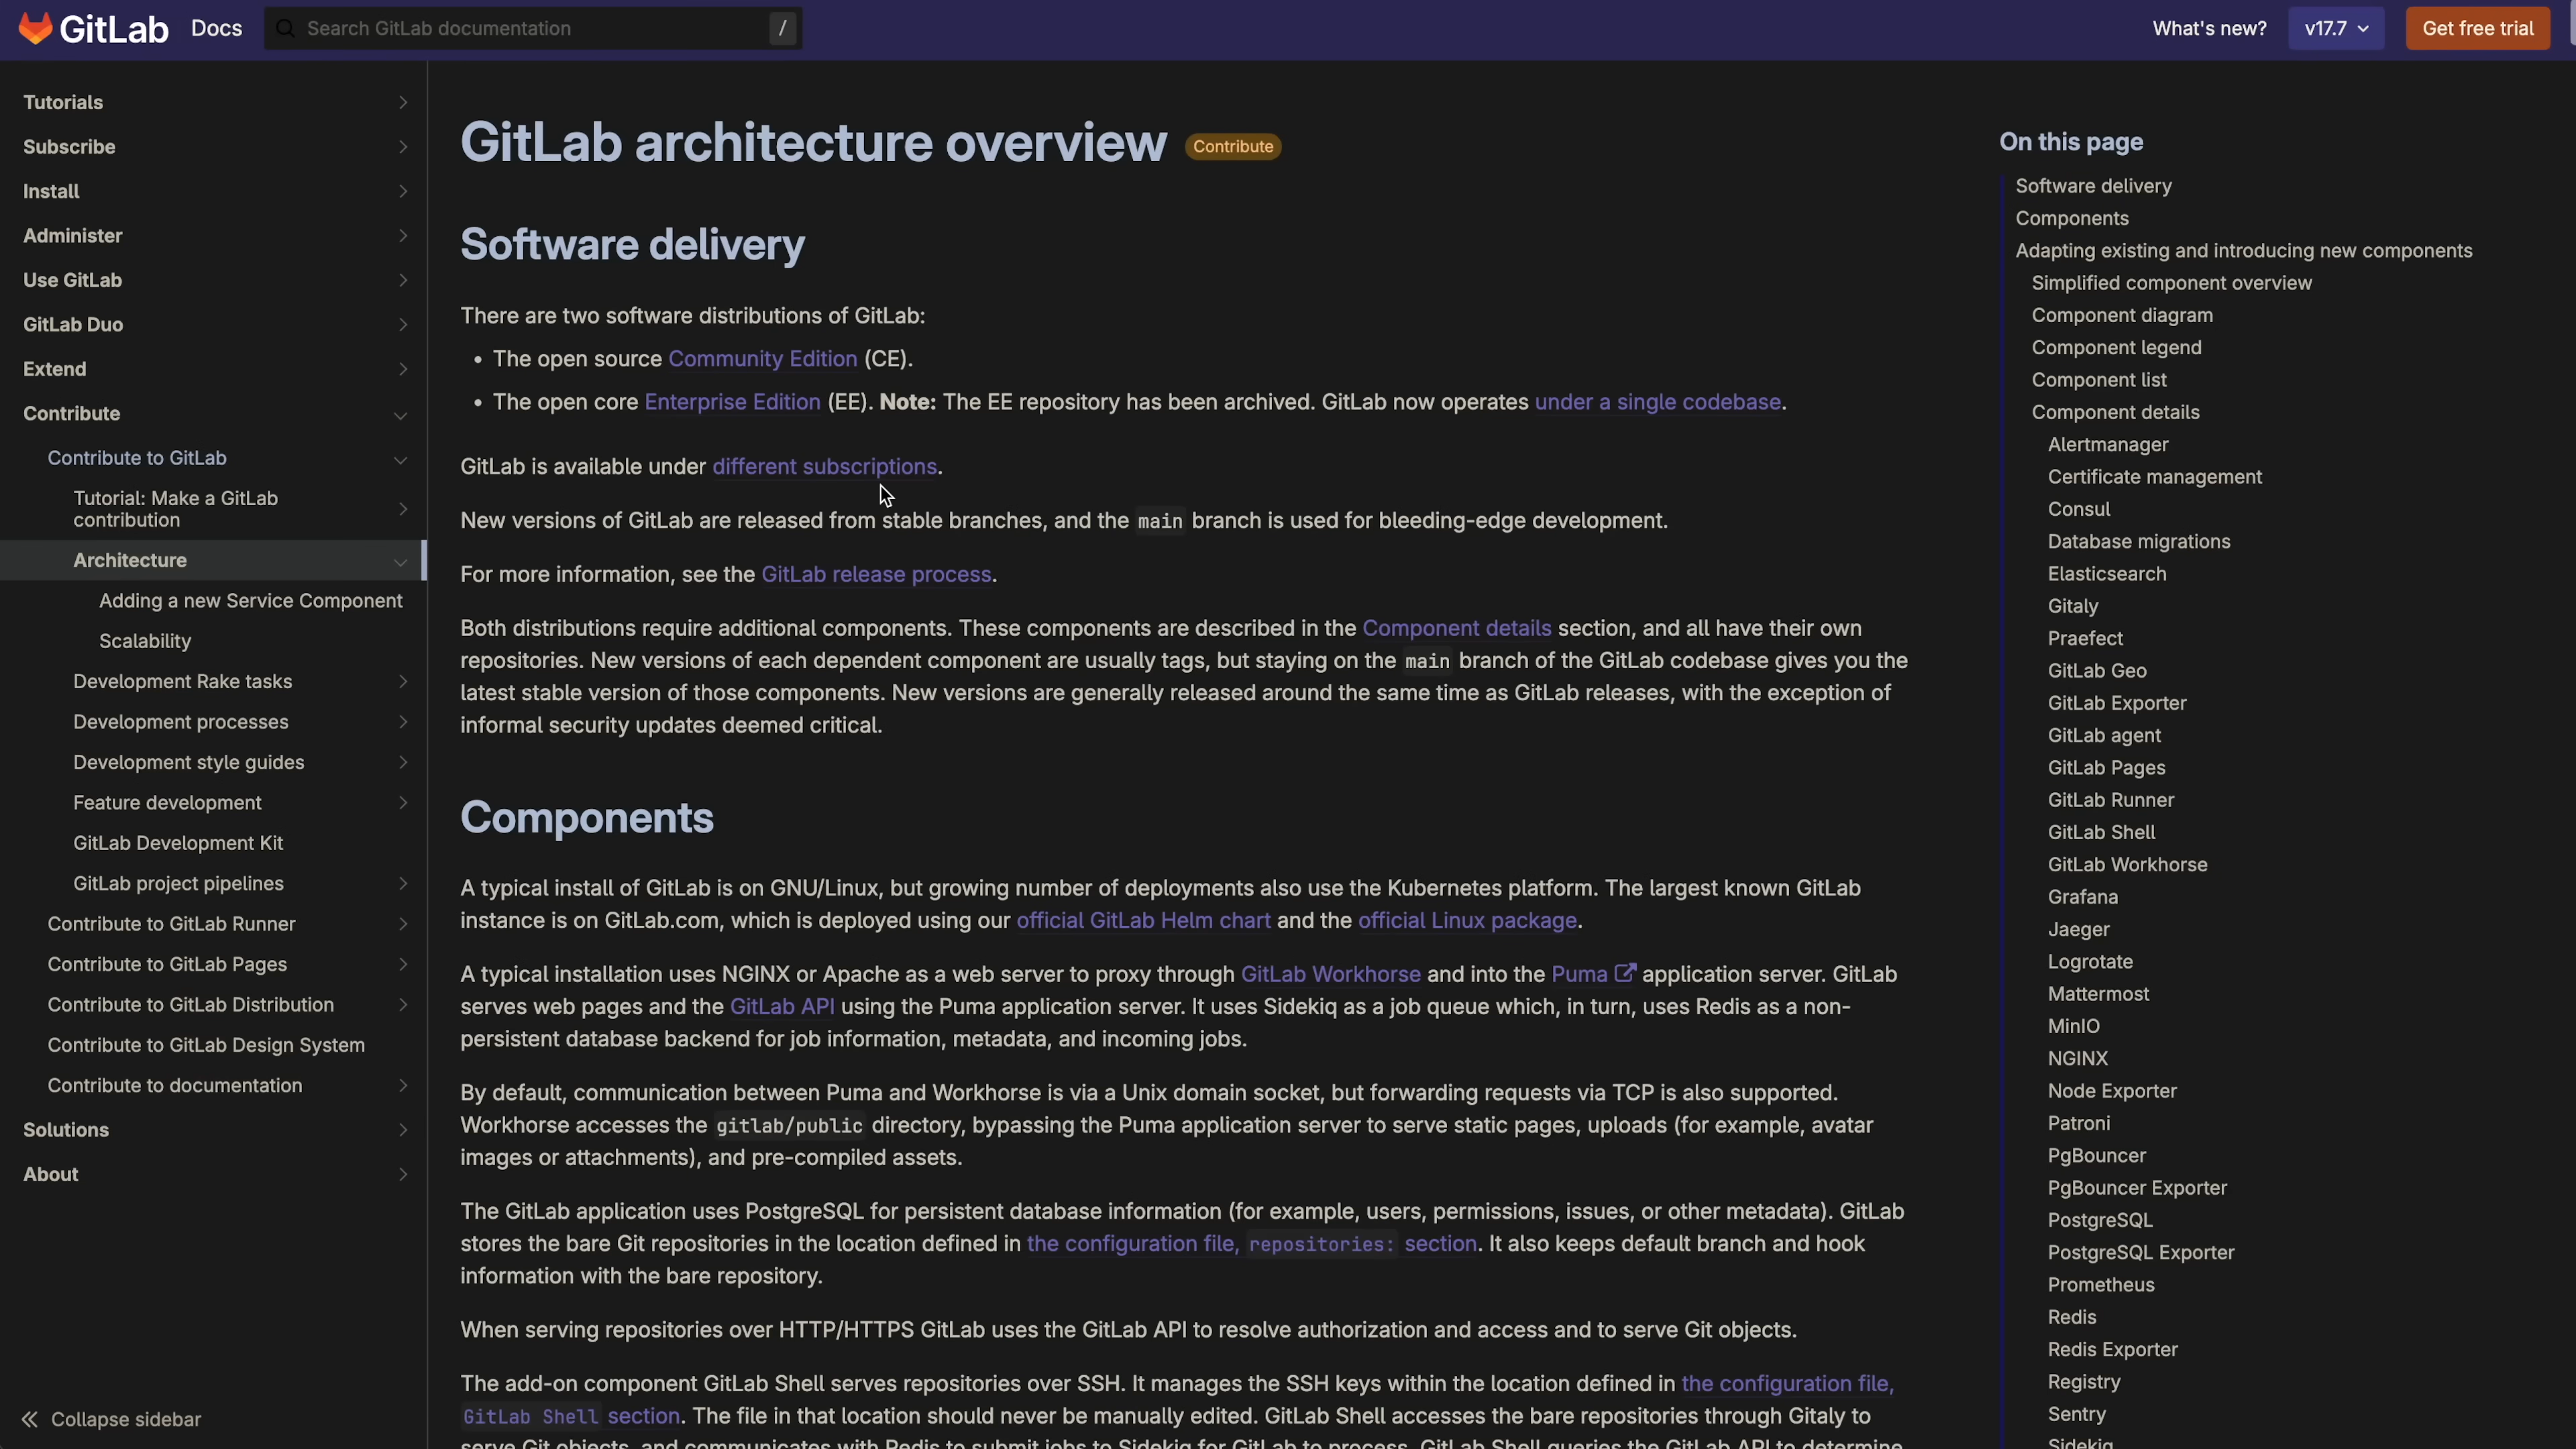 GitLab Docs Search GitLab documentation / What's new? v17.7 Get free trial
Tutorials
Subscribe
Install
Administer
Use GitLab
GitLab Duo
Extend
Contribute
Contribute to GitLab
Tutorial: Make a GitLab
contribution
Architecture
Adding a new Service Component
Scalability
Development Rake tasks
Development processes
Development style guides
Feature development
GitLab Development Kit
GitLab project pipelines
Contribute to GitLab Runner
Contribute to GitLab Pages
Contribute to GitLab Distribution
Contribute to GitLab Design System
Contribute to documentation
Solutions
About
Collapse sidebar
GitLab architecture overview Contribute
Software delivery
There are two software distributions of GitLab:
• The open source Community Edition (CE).
• The open core Enterprise Edition (EE). Note: The EE repository has been archived. GitLab now operates under a single codebase.
GitLab is available under different subscriptions.
New versions of GitLab are released from stable branches, and the main branch is used for bleeding-edge development.
For more information, see the GitLab release process.
Both distributions require additional components. These components are described in the Component details section, and all have their own
repositories. New versions of each dependent component are usually tags, but staying on the main branch of the GitLab codebase gives you the
latest stable version of those components. New versions are generally released around the same time as GitLab releases, with the exception of
informal security updates deemed critical.
Components
A typical install of GitLab is on GNU/Linux, but growing number of deployments also use the Kubernetes platform. The largest known GitLab
instance is on GitLab.com, which is deployed using our official GitLab Helm chart and the official Linux package.
A typical installation uses NGINX or Apache as a web server to proxy through GitLab Workhorse and into the Puma application server. GitLab
serves web pages and the GitLab API using the Puma application server. It uses Sidekiq as a job queue which, in turn, uses Redis as a non-
persistent database backend for job information, metadata, and incoming jobs.
By default, communication between Puma and Workhorse is via a Unix domain socket, but forwarding requests via TCP is also supported.
Workhorse accesses the gitlab/public directory, bypassing the Puma application server to serve static pages, uploads (for example, avatar
images or attachments), and pre-compiled assets.
The GitLab application uses PostgreSQL for persistent database information (for example, users, permissions, issues, or other metadata). GitLab
stores the bare Git repositories in the location defined in the configuration file, repositories: section. It also keeps default branch and hook
information with the bare repository.
When serving repositories over HTTP/HTTPS GitLab uses the GitLab API to resolve authorization and access and to serve Git objects.
The add-on component GitLab Shell serves repositories over SSH. It manages the SSH keys within the location defined in the configuration file,
GitLab Shell section. The file in that location should never be manually edited. GitLab Shell accesses the bare repositories through Gitaly to
serve Git objects, and communicates with Redis to submit jobs to Sidekiq for GitLab to process. GitLab Shell queries the GitLab API to determine
On this page
Software delivery
Components
Adapting existing and introducing new components
Simplified component overview
Component diagram
Component legend
Component list
Component details
Alertmanager
Certificate management
Consul
Database migrations
Elasticsearch
Gitaly
Praefect
GitLab Geo
GitLab Exporter
GitLab agent
GitLab Pages
GitLab Runner
GitLab Shell
GitLab Workhorse
Grafana
Jaeger
Logrotate
Mattermost
MinIO
NGINX
Node Exporter
Patroni
PgBouncer
PgBouncer Exporter
PostgreSQL
PostgreSQL Exporter
Prometheus
Redis
Redis Exporter
Registry
Sentry
Sidekiq